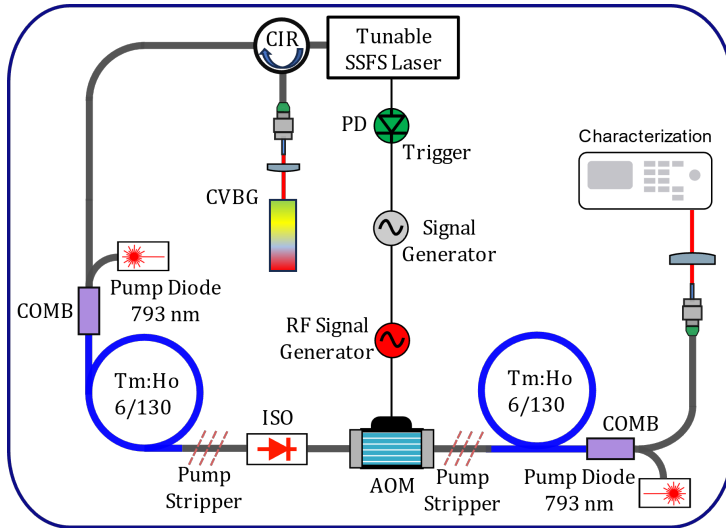 CIR
Tunable
SSFS Laser
PD
Trigger
Characterization
CVBG
Signal
Generator
Pump Diode
793 nm
COMB
RF Signal
Generator
Tm:Ho
6/130
Tm:Ho
6/130
ISO
COMB
Pump
Stripper
AOM
Pump
Stripper
Pump Diode
793 nm